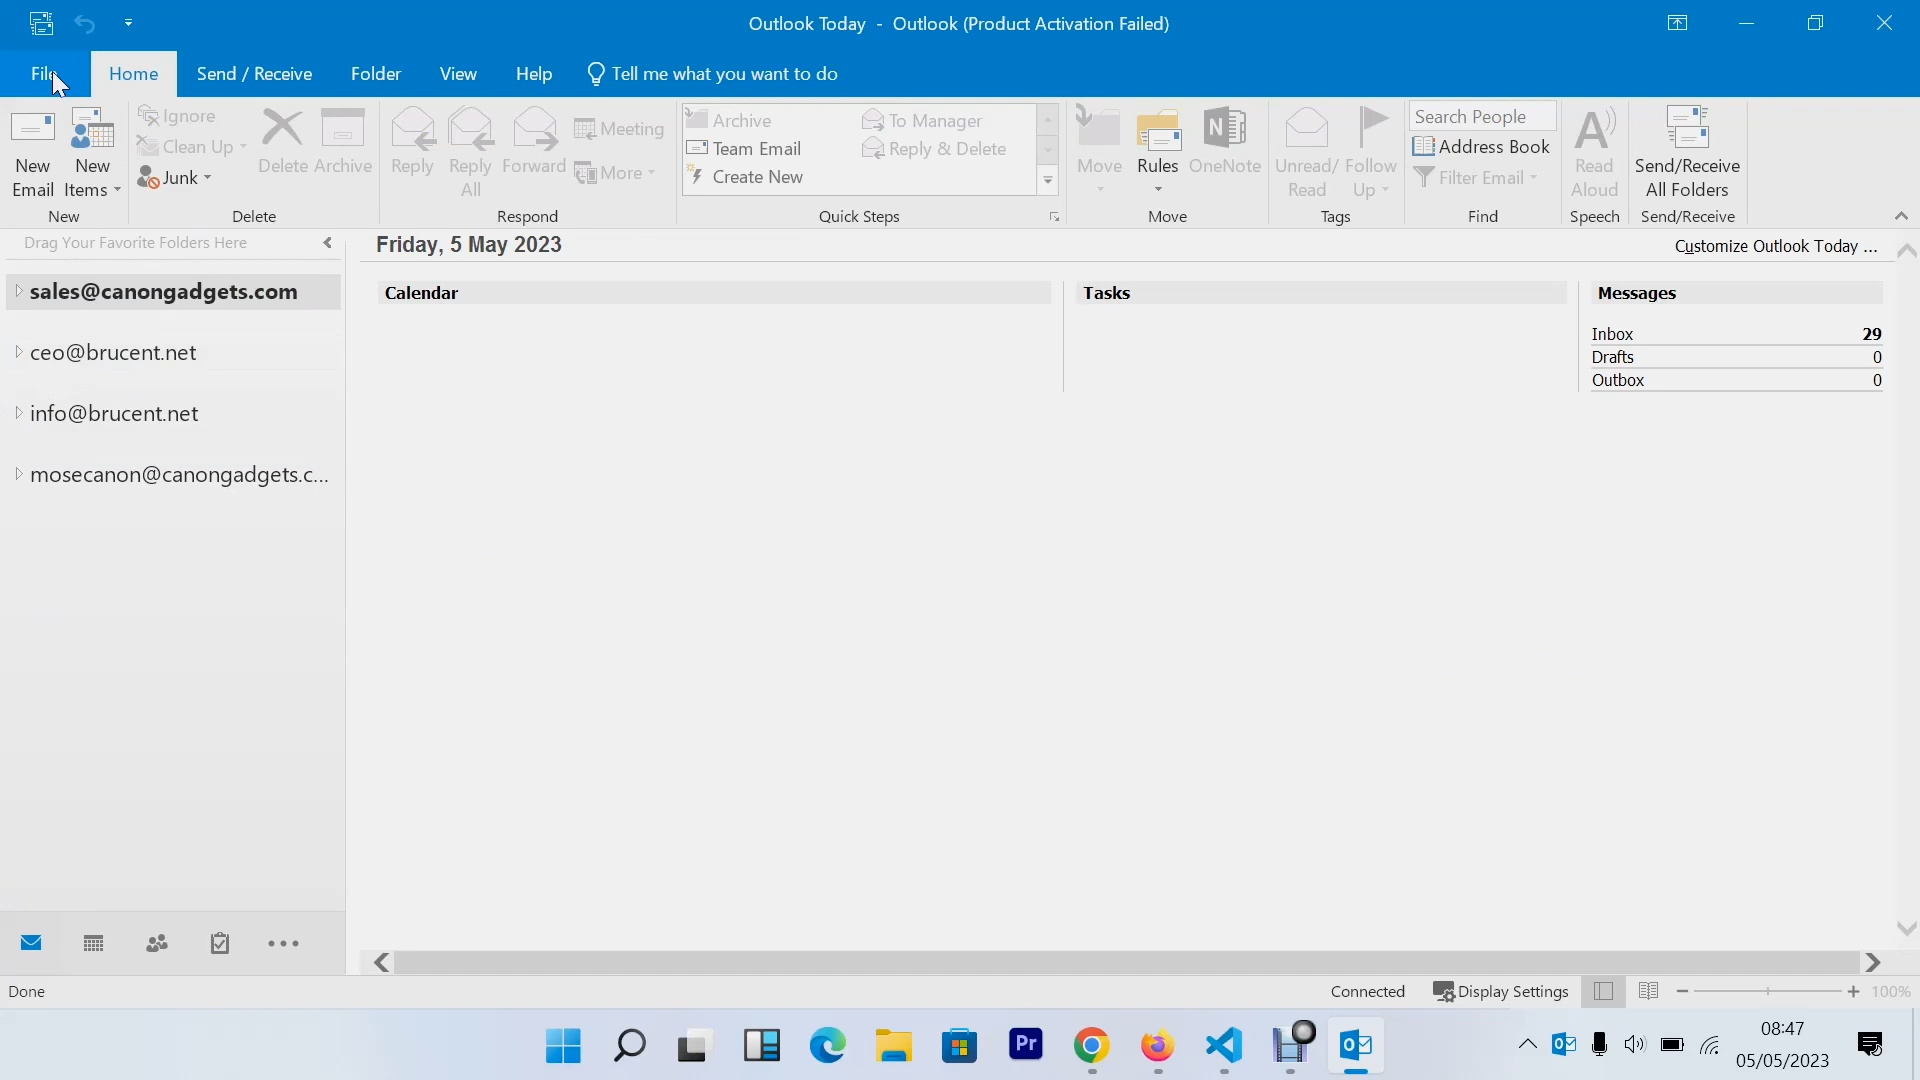 Outlook Today - Outlook (Product Activation Failed)
File Home Send / Receive Folder View Help Tell me what you want to do
New Email
New Items
New
Ignore
Clean Up
Junk
Delete
Archive
Delete
Reply
Reply All
Forward
Meeting
More
Respond
Archive
Team Email
Create New
To Manager
Reply & Delete
Quick Steps
Move
Rules
OneNote
Move
Unread/ Read
Follow Up
Tags
Search People
Address Book
Filter Email
Find
Read Aloud
Speech
Send/Receive All Folders
Send/Receive
Drag Your Favorite Folders Here
sales@canongadgets.com
ceo@brucent.net
info@brucent.net
mosecanon@canongadgets.c...
Friday, 5 May 2023
Customize Outlook Today ...
Calendar
Tasks
Messages
Inbox 29
Drafts 0
Outbox 0
Done
Connected
Display Settings
100%
Pr
08:47
05/05/2023